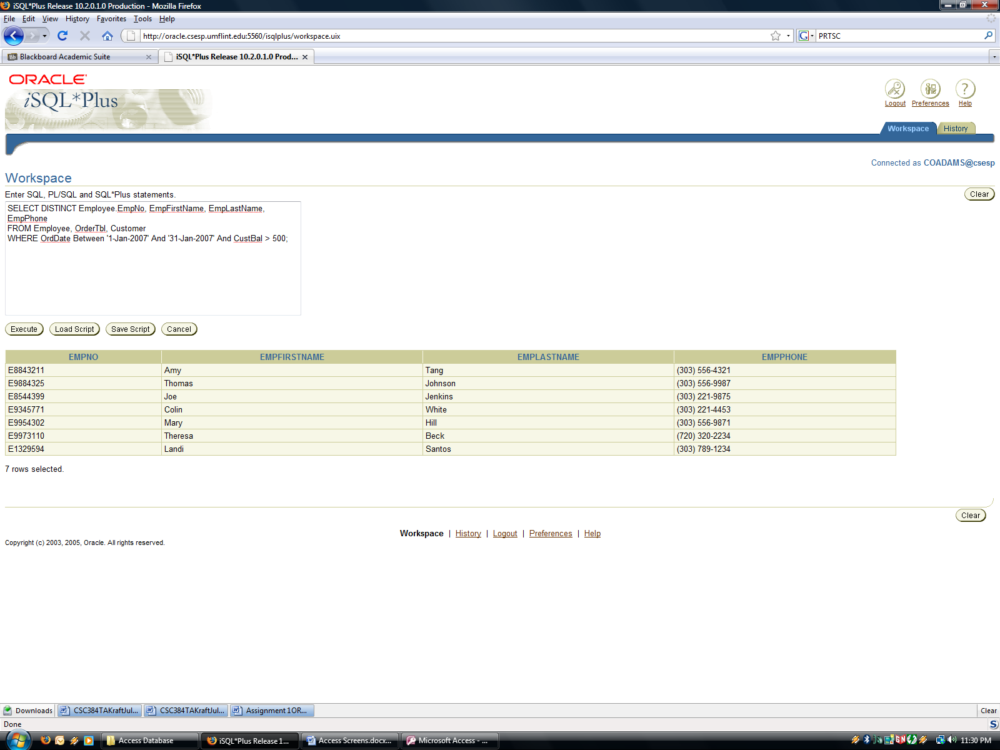 iSQL*Plus Release 10.2.0.1.0 Production - Mozilla Firefox
File Edit View History Favorites Tools Help
http://oracle.csesp.umflint.edu:5560/isqlplus/workspace.uix
G PRTSC
Bb Blackboard Academic Suite
iSQL*Plus Release 10.2.0.1.0 Prod...
ORACLE
iSQL*Plus
Logout Preferences ? Help
Workspace History
Connected as COADAMS@csesp
Workspace
Enter SQL, PL/SQL and SQL*Plus statements.
Clear
SELECT DISTINCT Employee.EmpNo, EmpFirstName, EmpLastName,
EmpPhone
FROM Employee, OrderTbl, Customer
WHERE OrdDate Between '1-Jan-2007' And '31-Jan-2007' And CustBal > 500;
Execute Load Script Save Script Cancel
EMPNO EMPFIRSTNAME EMPLASTNAME EMPPHONE
E8843211 Amy Tang (303) 556-4321
E9884325 Thomas Johnson (303) 556-9987
E8544399 Joe Jenkins (303) 221-9875
E9345771 Colin White (303) 221-4453
E9954302 Mary Hill (303) 556-9871
E9973110 Theresa Beck (720) 320-2234
E1329594 Landi Santos (303) 789-1234
7 rows selected.
Clear
Workspace | History | Logout | Preferences | Help
Copyright (c) 2003, 2005, Oracle. All rights reserved.
Downloads CSC384TAKraftJul... CSC384TAKraftJul... Assignment 1OR... Clear
Done
Access Database iSQL*Plus Release 1... Access Screens.docx... Microsoft Access - ... 11:30 PM